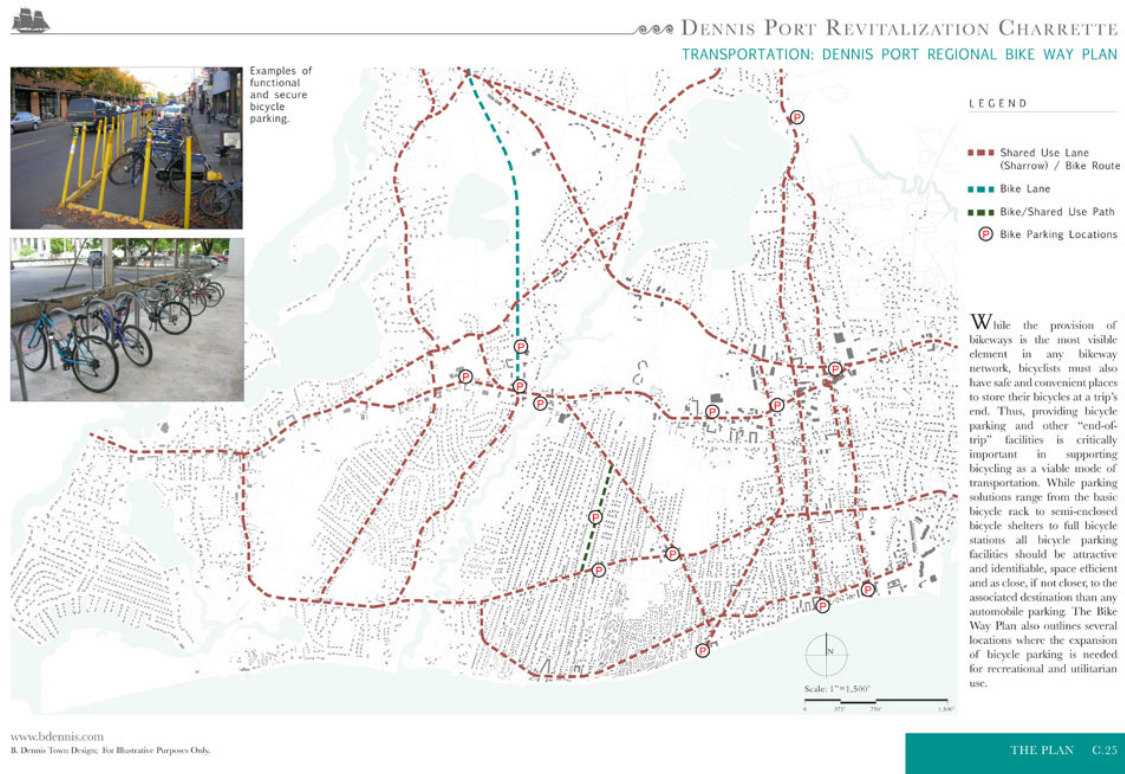 DENNIS PORT REVITALIZATION CHARRETTE
TRANSPORTATION: DENNIS PORT REGIONAL BIKE WAY PLAN
Examples of
functional
and secure
bicycle
parking.
LEGEND
Shared Use Lane
(Sharrow) / Bike Route
Bike Lane
Bike/Shared Use Path
P Bike Parking Locations
While the provision of
bikeways is the most visible
element in any bikeway
network, bicyclists must also
have safe and convenient places
to store their bicycles at a trip's
end. Thus, providing bicycle
parking and other "end-of-
trip" facilities is critically
important in supporting
bicycling as a viable mode of
transportation. While parking
solutions range from the basic
bicycle rack to semi-enclosed
bicycle shelters to full bicycle
stations all bicycle parking
facilities should be attractive
and identifiable, space efficient
and as close, if not closer, to the
associated destination than any
automobile parking. The Bike
Way Plan also outlines several
locations where the expansion
of bicycle parking is needed
for recreational and utilitarian
use.
P
P
P
P
P
P
P
P
P
P
P
P
P
P
N
Scale: 1"=1,500'
0 375' 750' 1,500'
www.bdennis.com
B. Dennis Town Design; For Illustrative Purposes Only.
THE PLAN C.25